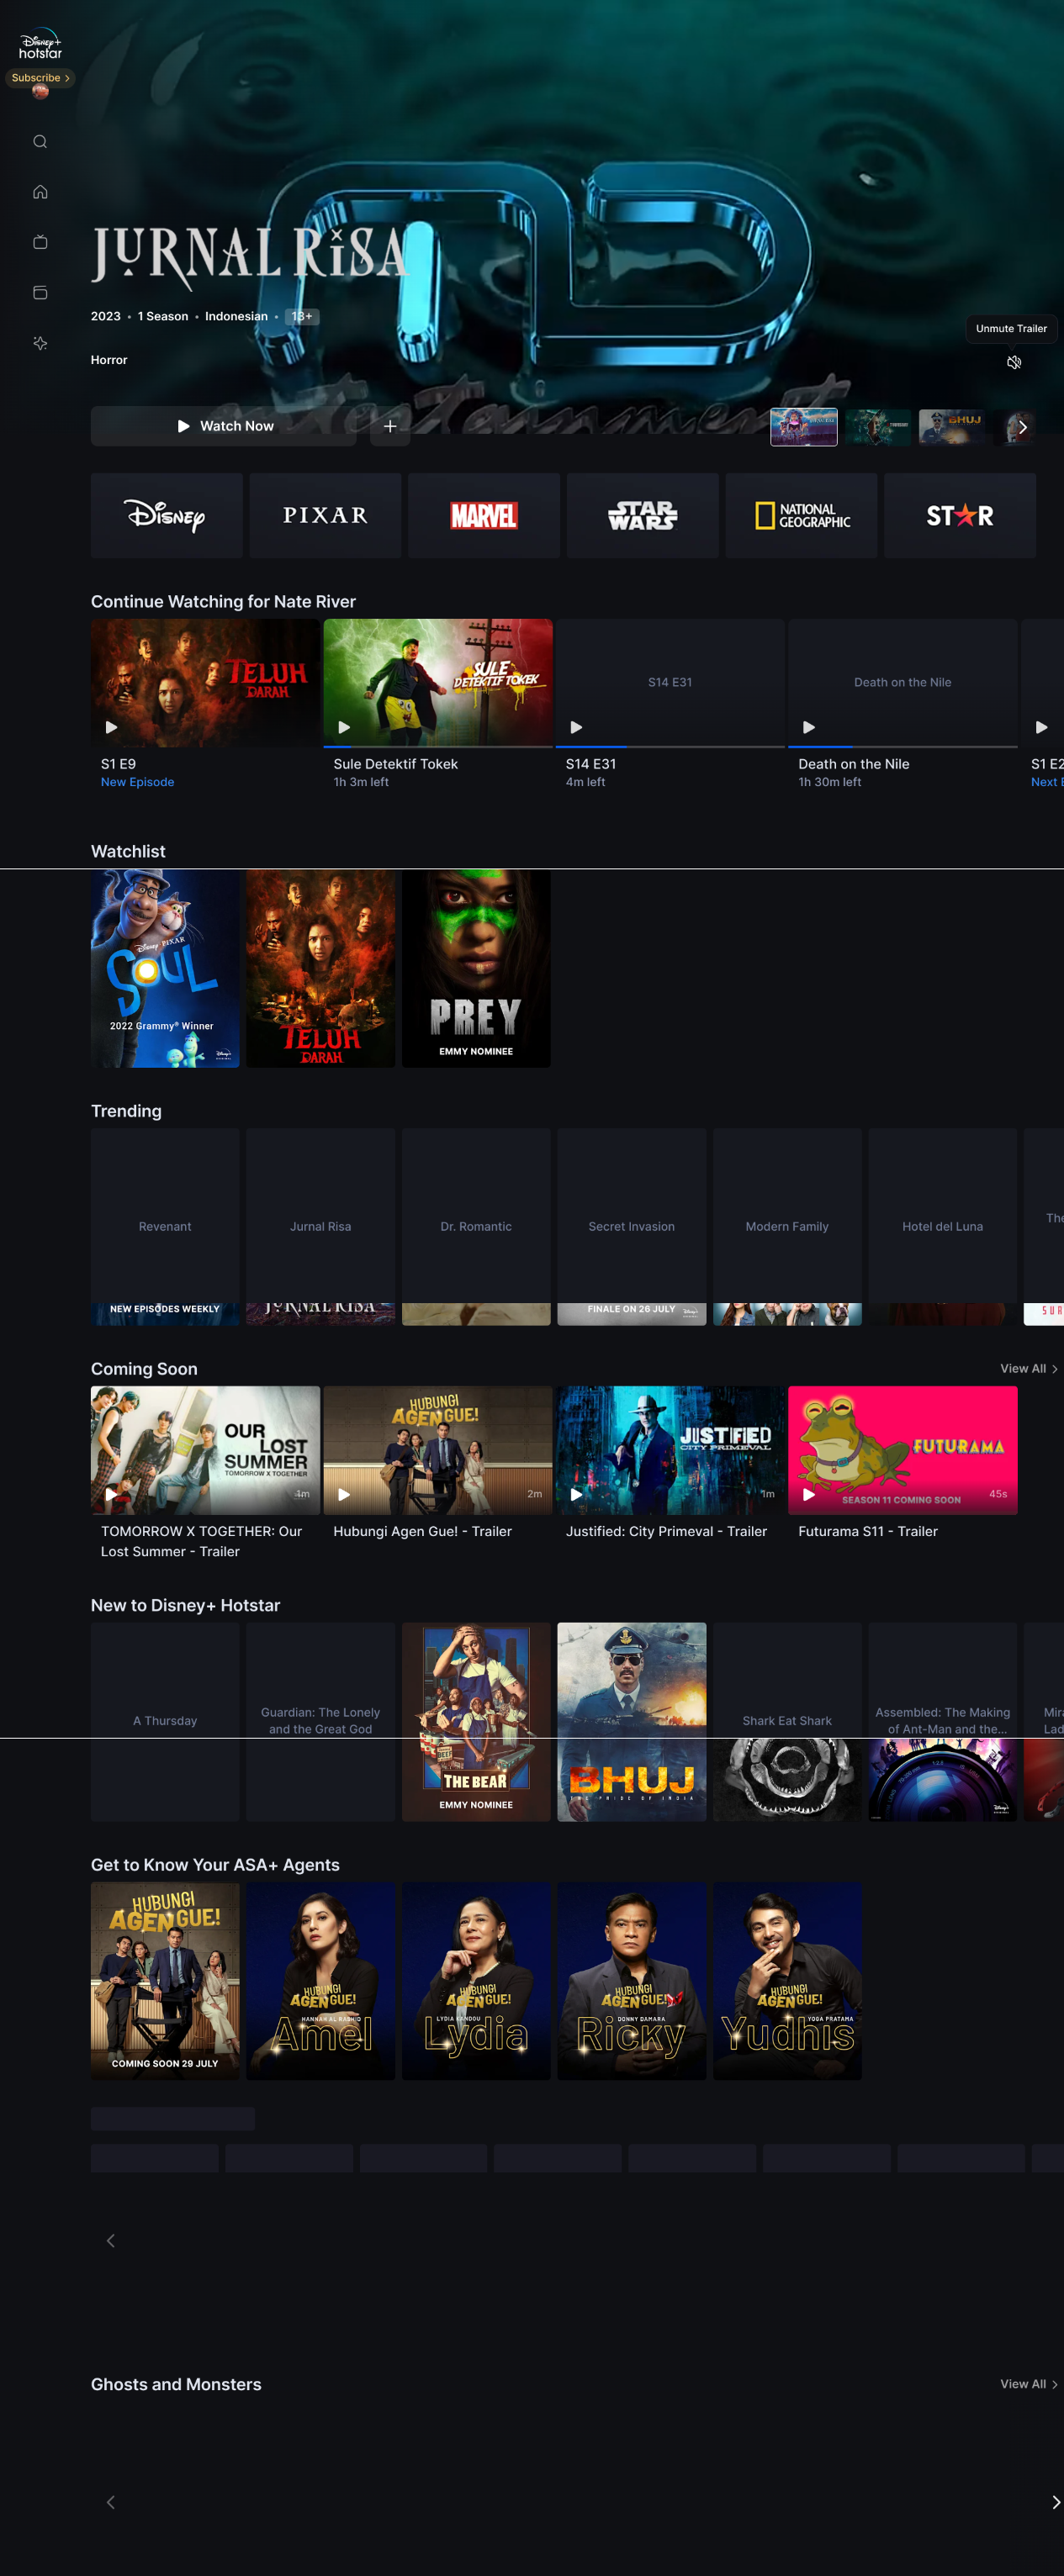 Disney+
hotstar
Subscribe
JURNAL RISA
2023 • 1 Season • Indonesian • 13+
Unmute Trailer
Horror
Testament
Watch Now
BHUJ
Disney
PIXAR
MARVEL
STAR WARS
NATIONAL GEOGRAPHIC
STAR
Continue Watching for Nate River
TELUH DARAH
SULE DETEKTIF TOKEK
S14 E31
Death on the Nile
S1 E9
New Episode
Sule Detektif Tokek
1h 3m left
S14 E31
4m left
Death on the Nile
1h 30m left
S1 E2
Next
Watchlist
Disney PIXAR
SOUL
2022 Grammy® Winner
TELUH DARAH
PREY
EMMY NOMINEE
Trending
Revenant
Jurnal Risa
Dr. Romantic
Secret Invasion
Modern Family
Hotel del Luna
The
NEW EPISODES WEEKLY
JURNAL RISA
FINALE ON 26 JULY
SUR
Coming Soon
View All
OUR LOST SUMMER
TOMORROW X TOGETHER
4m
HUBUNGI AGEN GUE!
2m
JUSTIFIED
CITY PRIMEVAL
1m
FUTURAMA
SEASON 11 COMING SOON
45s
TOMORROW X TOGETHER: Our Lost Summer - Trailer
Hubungi Agen Gue! - Trailer
Justified: City Primeval - Trailer
Futurama S11 - Trailer
New to Disney+ Hotstar
A Thursday
Guardian: The Lonely and the Great God
THE BEAR
EMMY NOMINEE
BHUJ
THE PRIDE OF INDIA
Shark Eat Shark
Assembled: The Making of Ant-Man and the...
Mira
Lad
Get to Know Your ASA+ Agents
HUBUNGI AGEN GUE!
COMING SOON 29 JULY
HUBUNGI AGEN GUE!
HANNAH AL RASHID
Amel
HUBUNGI AGEN GUE!
LYDIA KANDOU
Lydia
HUBUNGI AGEN GUE!
DONNY DAMARA
Ricky
HUBUNGI AGEN GUE!
YOGA PRATAMA
Yudhis
Ghosts and Monsters
View All